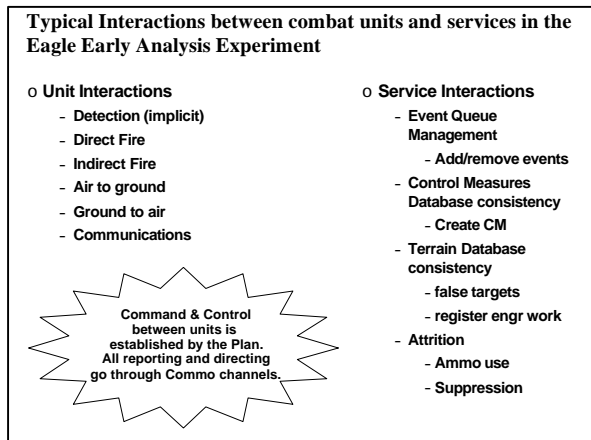 Typical Interactions between combat units and services in the
Eagle Early Analysis Experiment
o Unit Interactions
- Detection (implicit)
- Direct Fire
- Indirect Fire
- Air to ground
- Ground to air
- Communications
Command & Control
between units is
established by the Plan.
All reporting and directing
go through Commo channels.
o Service Interactions
- Event Queue
Management
- Add/remove events
- Control Measures
Database consistency
- Create CM
- Terrain Database
consistency
- false targets
- register engr work
- Attrition
- Ammo use
- Suppression